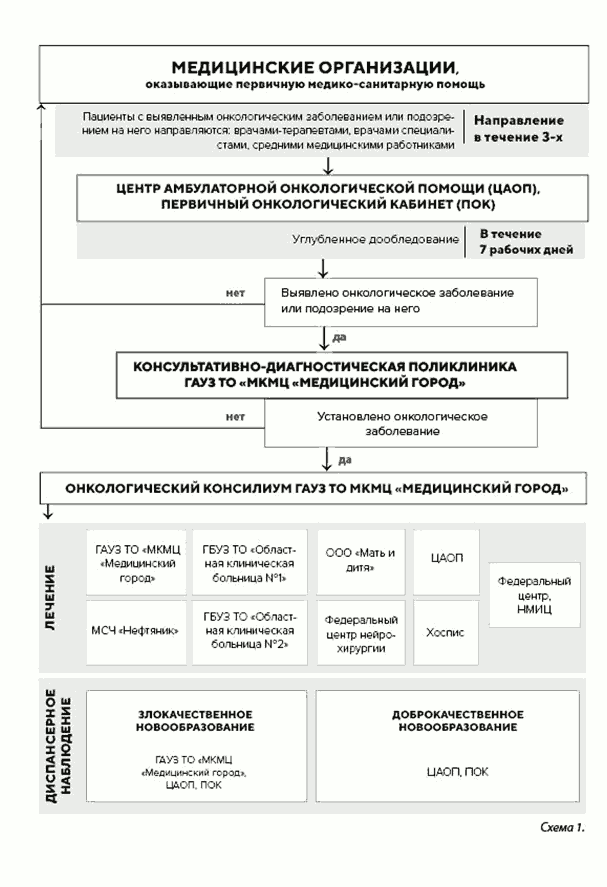 МЕДИЦИНСКИЕ ОРГАНИЗАЦИИ,
оказывающие первичную медико-санитарную помощь
Пациенты с выявленным онкологическим заболеванием или подозре-
нием на него направляются: врачами-терапевтами, врачами специали-
стами, средними медицинскими работниками
Направление
в течение 3-х
ЦЕНТР АМБУЛАТОРНОЙ ОНКОЛОГИЧЕСКОЙ ПОМОЩИ (ЦАОП),
ПЕРВИЧНЫЙ ОНКОЛОГИЧЕСКИЙ КАБИНЕТ (ПОК)
Углубленное дообледование
В течение
7 рабочих дней
нет
Выявлено онкологическое заболевание
или подозрение на него
да
КОНСУЛЬТАТИВНО-ДИАГНОСТИЧЕСКАЯ ПОЛИКЛИНИКА
ГАУЗ ТО «МКМЦ «МЕДИЦИНСКИЙ ГОРОД»
нет
Установлено онкологическое
заболевание
да
ОНКОЛОГИЧЕСКИЙ КОНСИЛИУМ ГАУЗ ТО МКМЦ «МЕДИЦИНСКИЙ ГОРОД»
ЛЕЧЕНИЕ
ГАУЗ ТО «МКМЦ
«Медицинский
город»
ГБУЗ ТО «Област-
ная клиническая
больница №1»
ООО «Мать и
дитя»
ЦАОП
Федеральный
центр,
НМИЦ
МСЧ «Нефтяник»
ГБУЗ ТО «Област-
ная клиническая
больница №2»
Федеральный
центр нейро-
хирургии
Хоспис
ДИСПАНСЕРНОЕ
НАБЛЮДЕНИЕ
ЗЛОКАЧЕСТВЕННОЕ
НОВООБРАЗОВАНИЕ
ГАУЗ ТО «МКМЦ
«Медицинский город»,
ЦАОП, ПОК
ДОБРОКАЧЕСТВЕННОЕ
НОВООБРАЗОВАНИЕ
ЦАОП, ПОК
Схема 1.